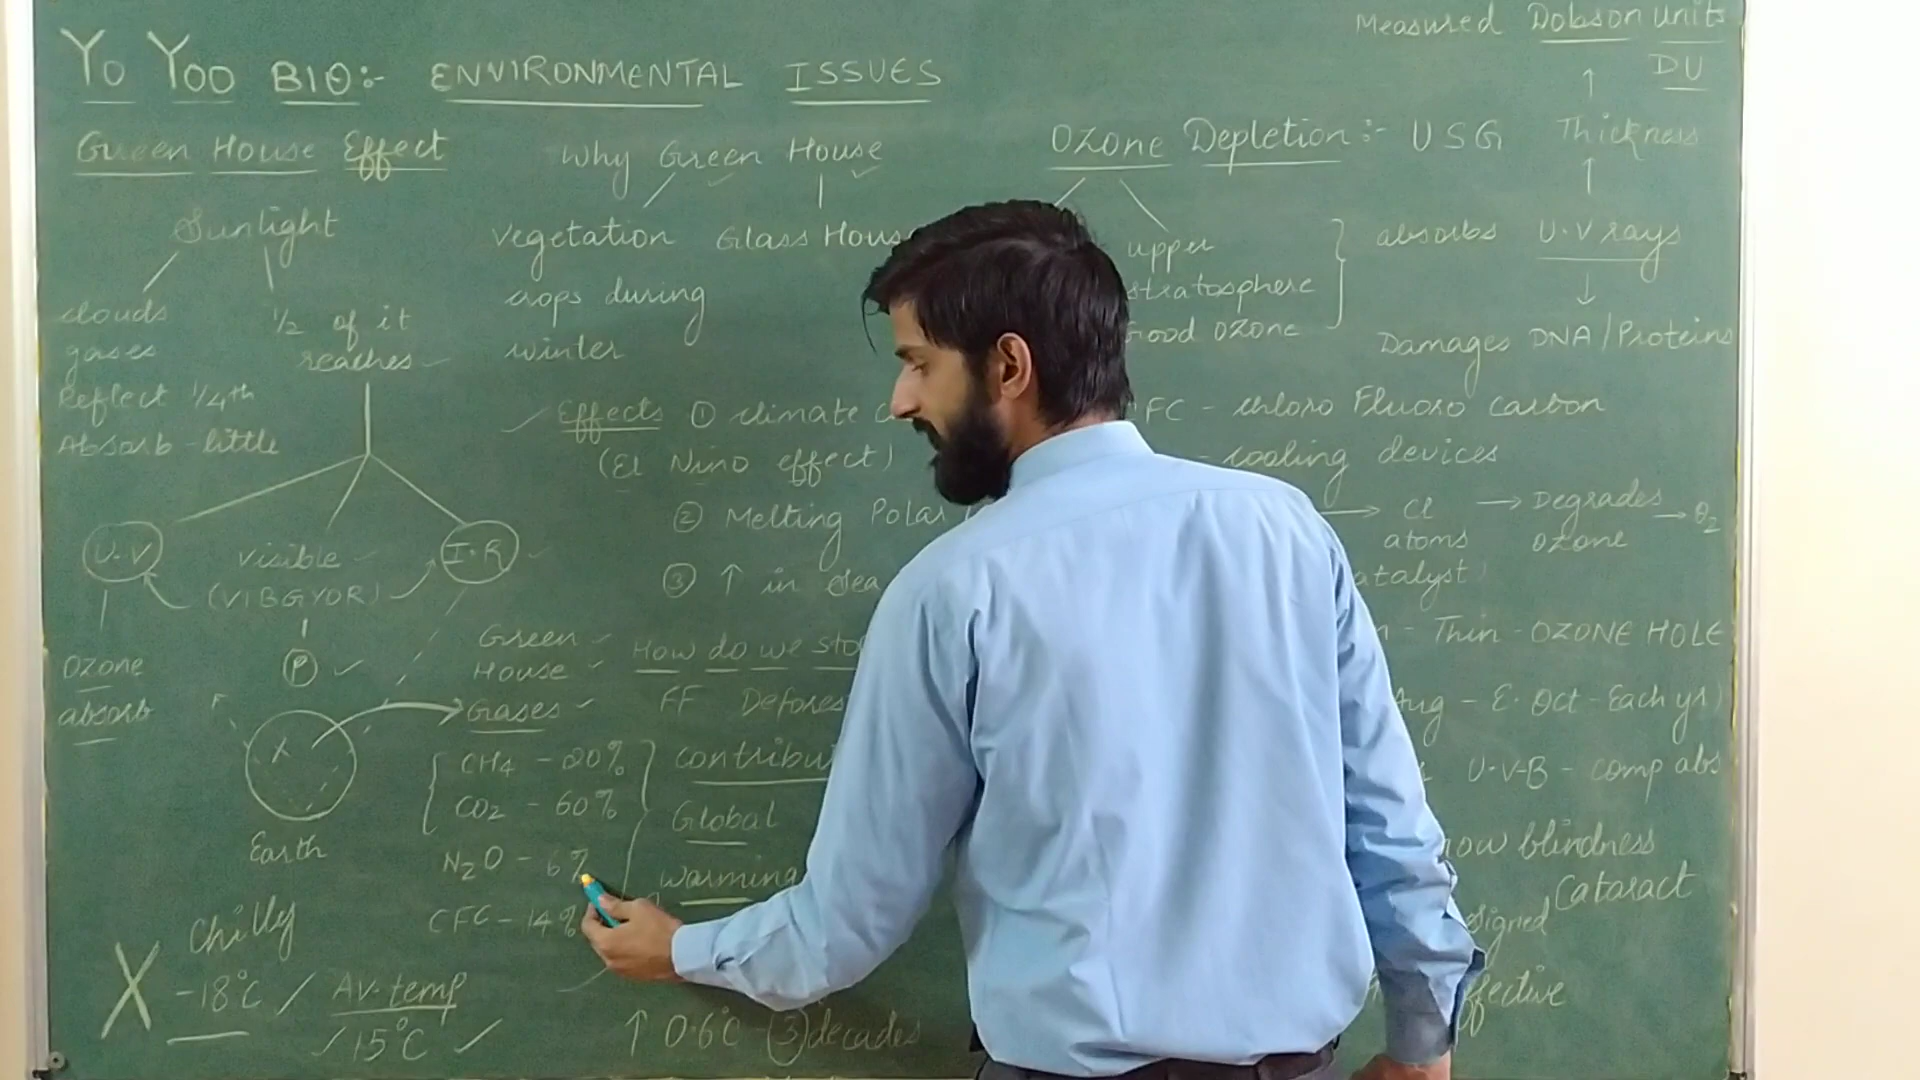 Yo Yoo BIO:- ENVIRONMENTAL ISSUES
Green House Effect
Sunlight
clouds
gases
Reflect 1/4th
Absorb - little
1/2 of it
reaches
U.V
visible
(VIBGYOR)
I.R
Ozone
absorb
P
Earth
Green
House
Gases
CH4 - 20%
CO2 - 60%
N2O - 6%
CFC - 14%
Chilly
X -18°C / Av. temp
15°C
Why Green House
vegetation
crops during
winter
Glass House
Effects ① climate
(El Nino effect)
② Melting Polar
③ ↑ in Sea
How do we
FF
Global
warming
↑ 0.6°C (3) decades
Ozone Depletion:- USG
upper
stratosphere
Good Ozone
absorbs U.V rays
Measured Dobson Units
DU
↑
Thickness
↑
↓
Damages DNA/Proteins
FC - chloro Fluoro carbon
- cooling devices
→ Cl → Degrades → O2
atoms ozone
- Thin - OZONE HOLE
Aug - E. Oct - Each yr)
U.V-B - comp abs
blindness
Cataract
Signed